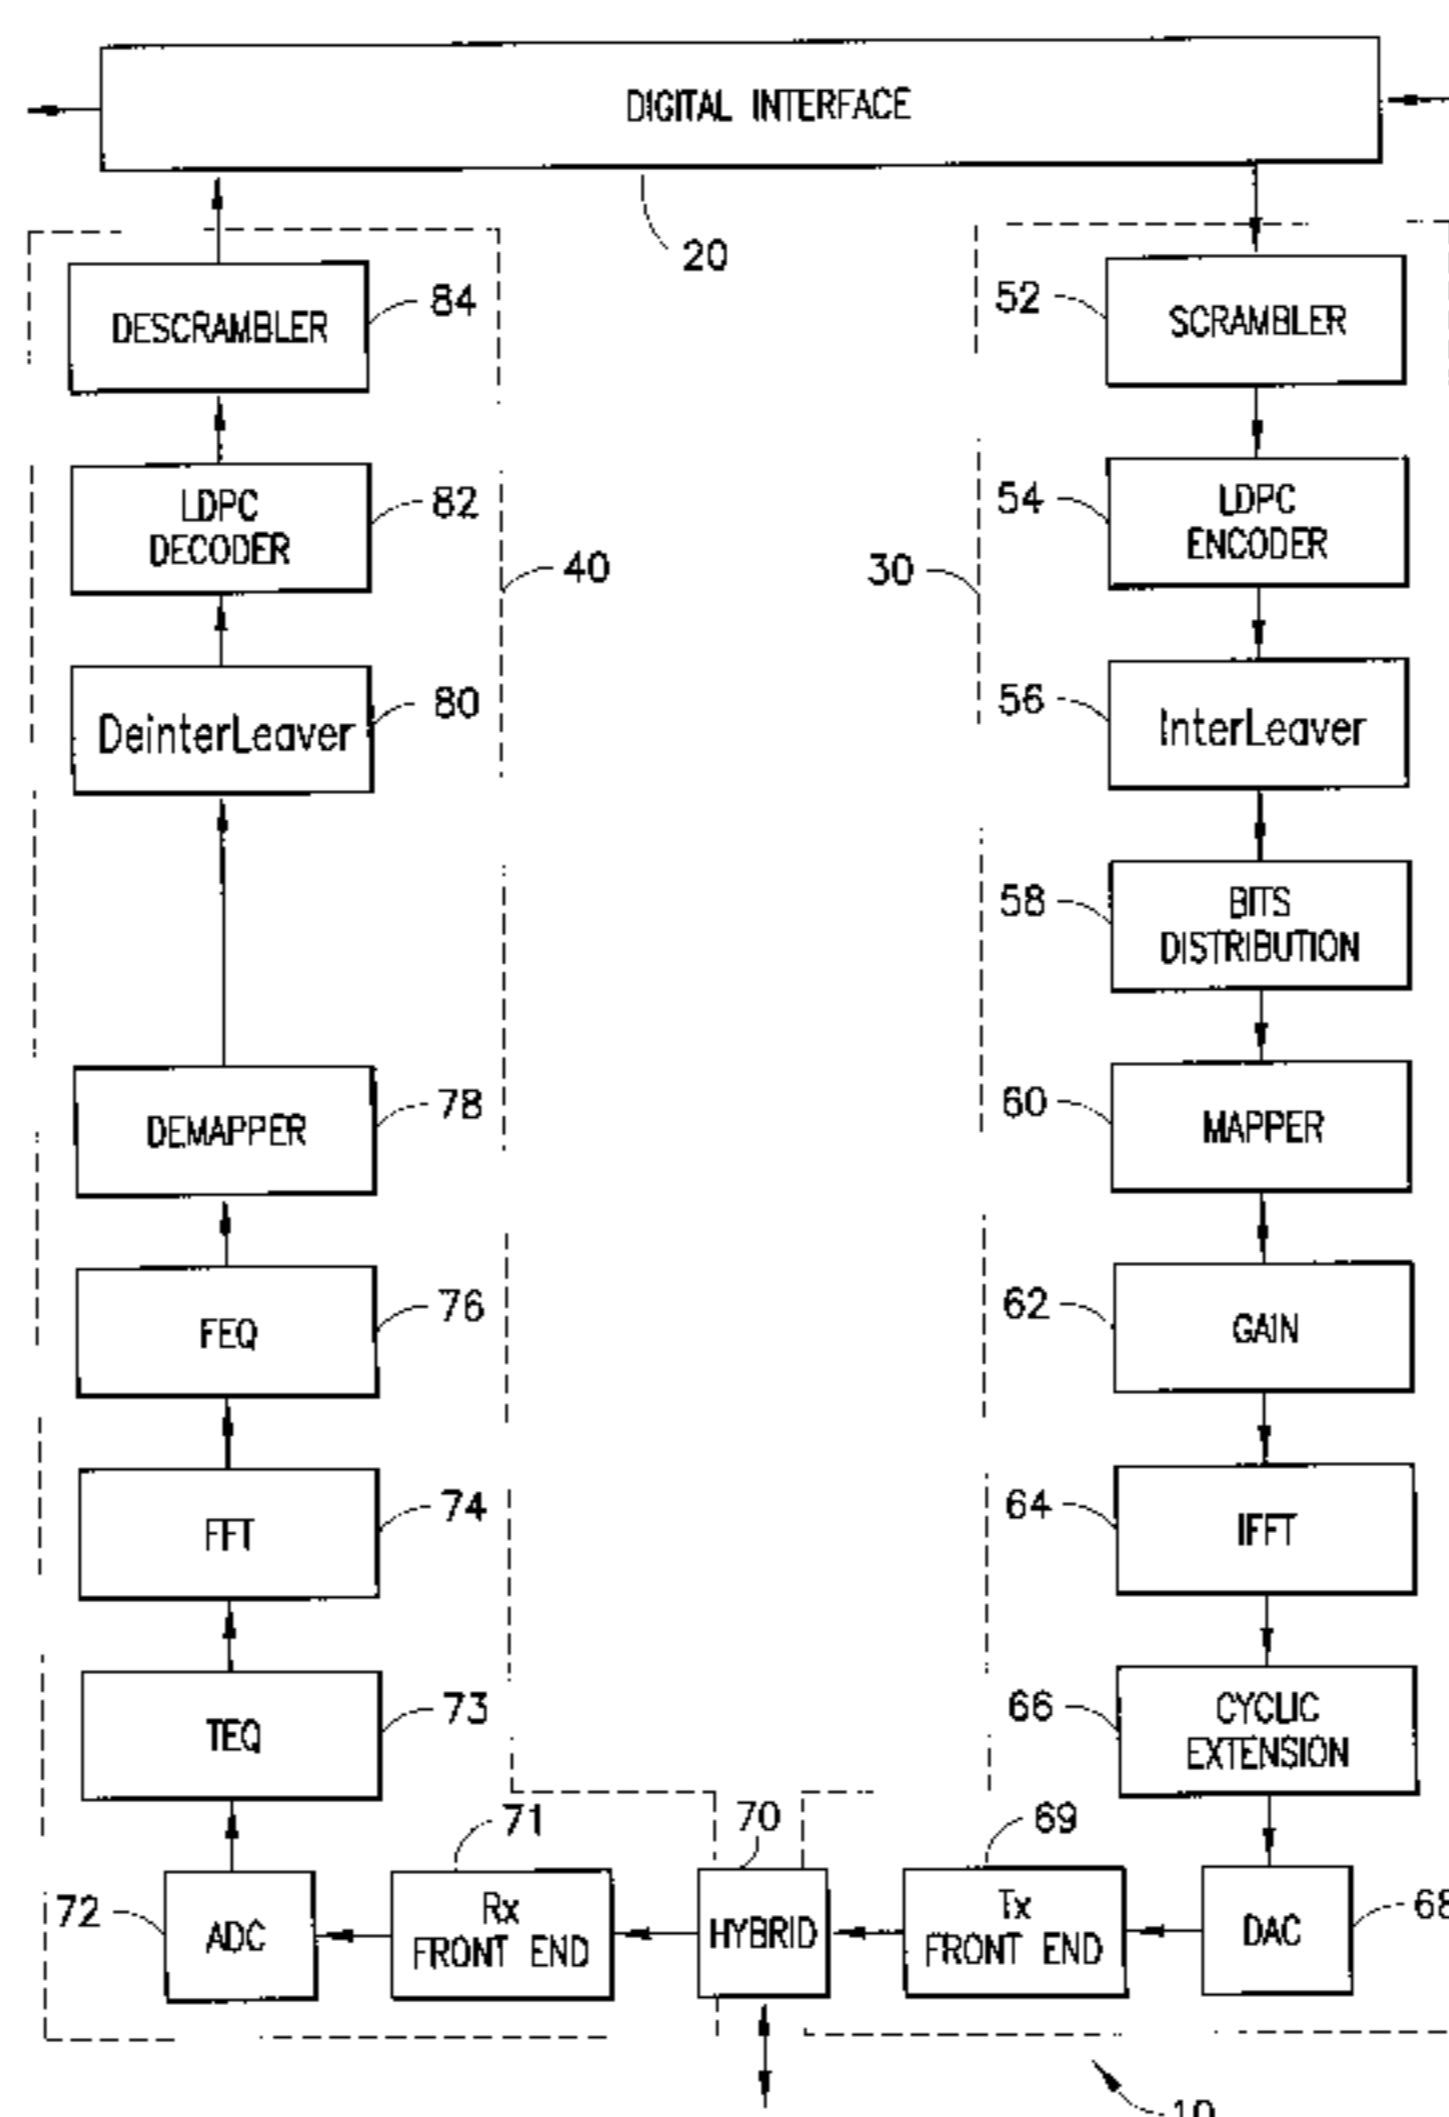 DIGITAL INTERFACE
20
DESCRAMBLER
84
52
SCRAMBLER
LDPC
DECODER
82
54
LDPC
ENCODER
40
30
DeinterLeaver
80
56
InterLeaver
58
BITS
DISTRIBUTION
DEMAPPER
78
60
MAPPER
FEQ
76
62
GAIN
FFT
74
64
IFFT
TEQ
73
66
CYCLIC
EXTENSION
71
70
69
72
ADC
Rx
FRONT END
HYBRID
Tx
FRONT END
DAC
68
10